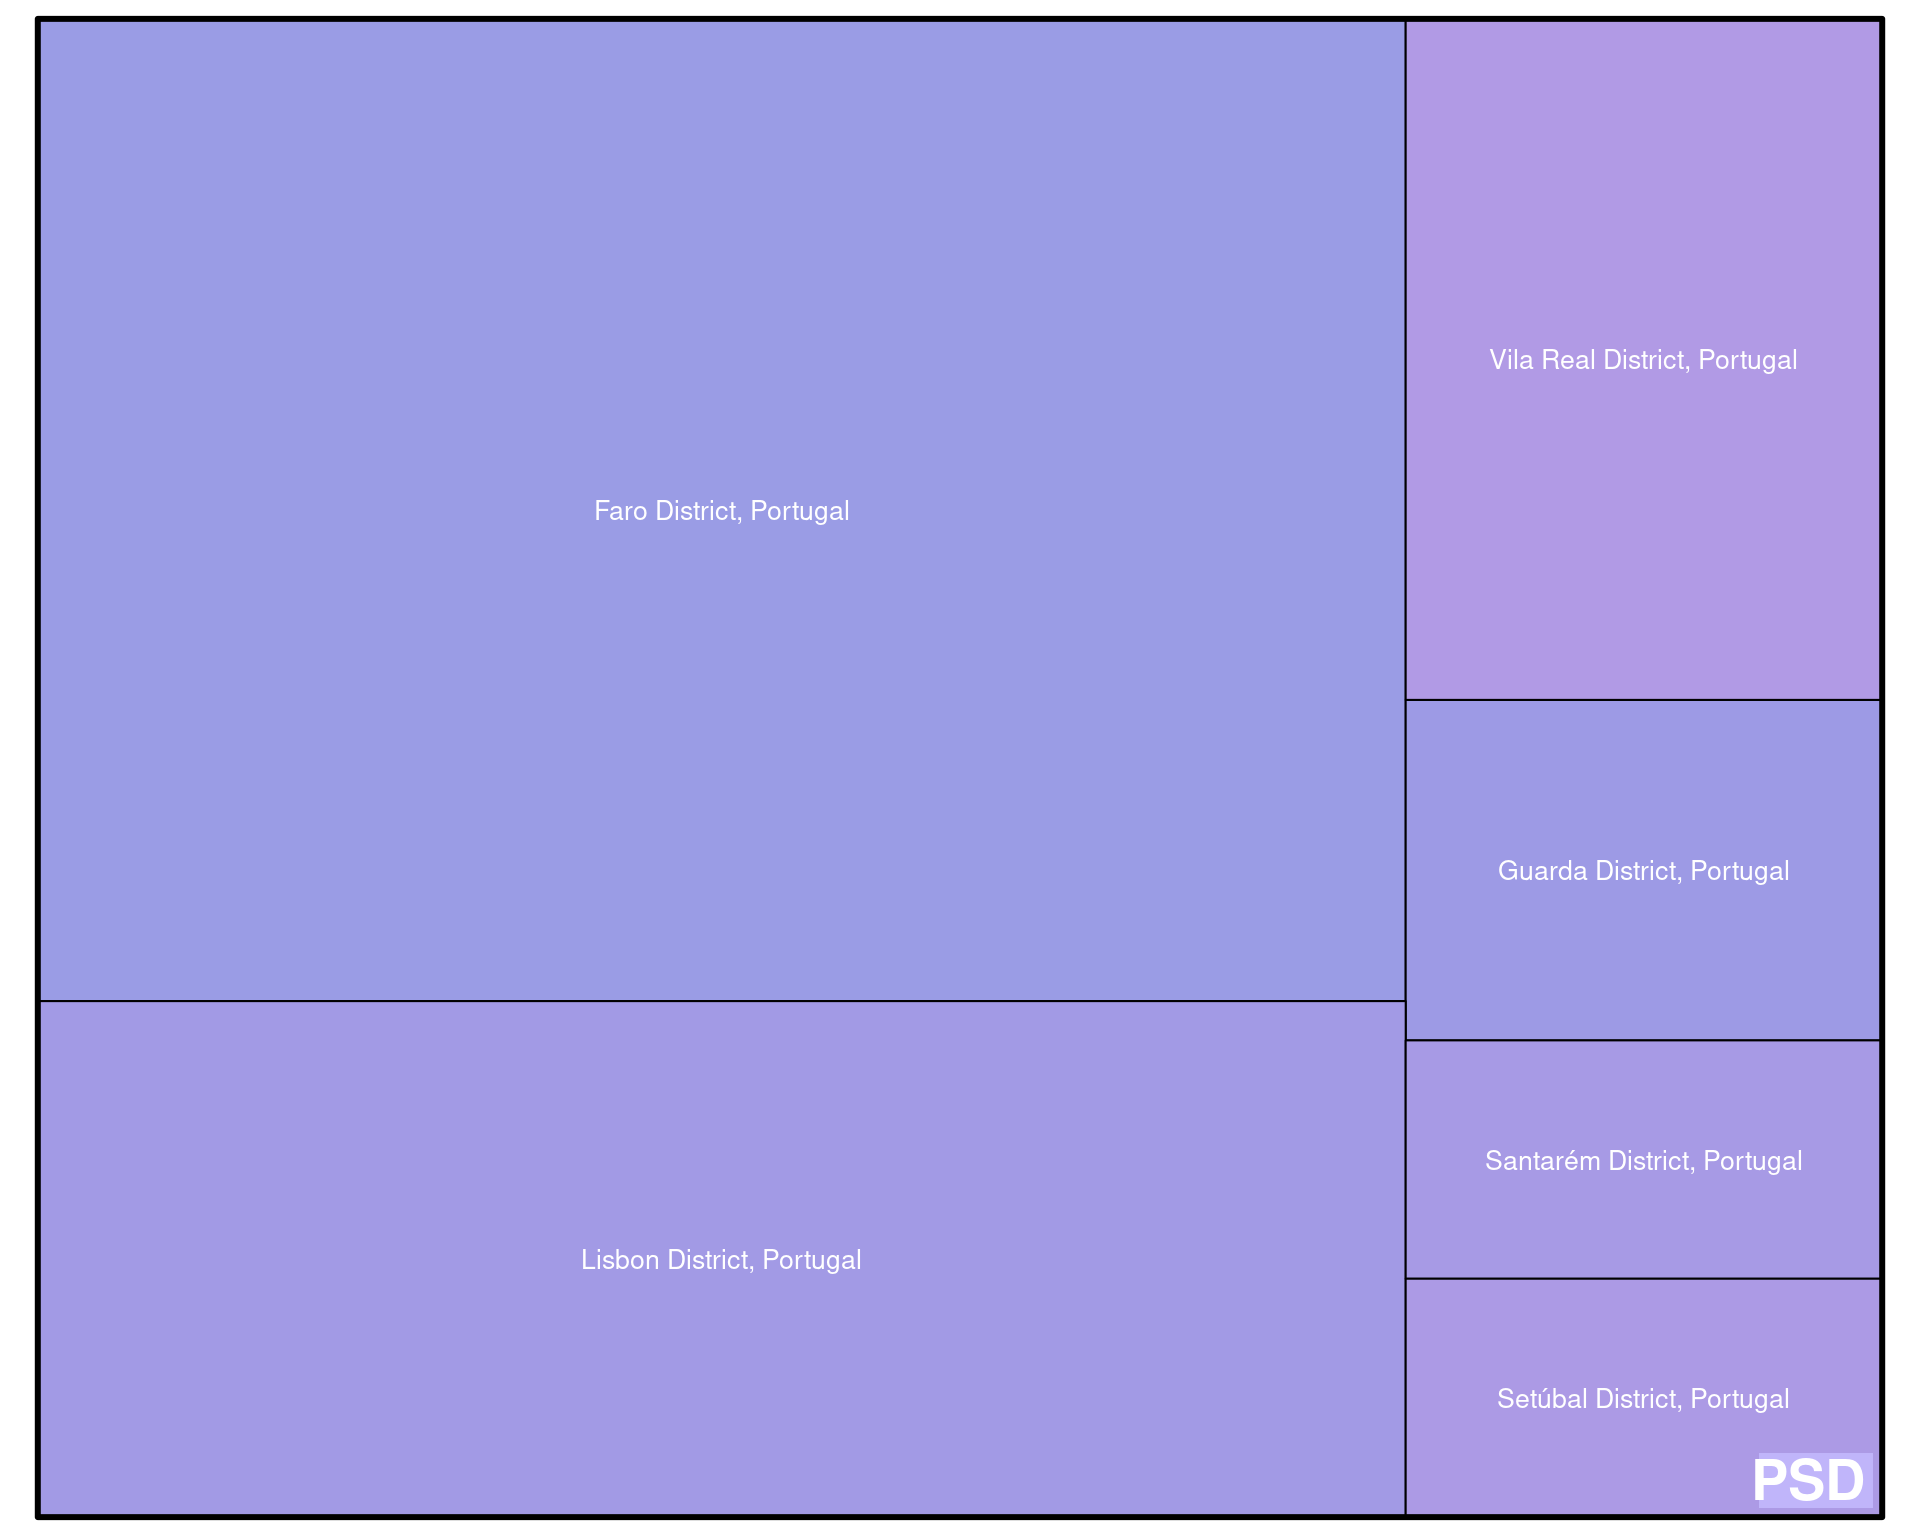 Faro District, Portugal
Vila Real District, Portugal
Guarda District, Portugal
Santarém District, Portugal
Lisbon District, Portugal
Setúbal District, Portugal
PSD